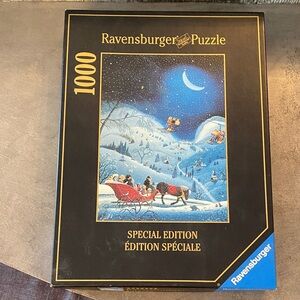 Ravensburger Puzzle
1000
SPECIAL EDITION
ÉDITION SPÉCIALE
Ravensburger